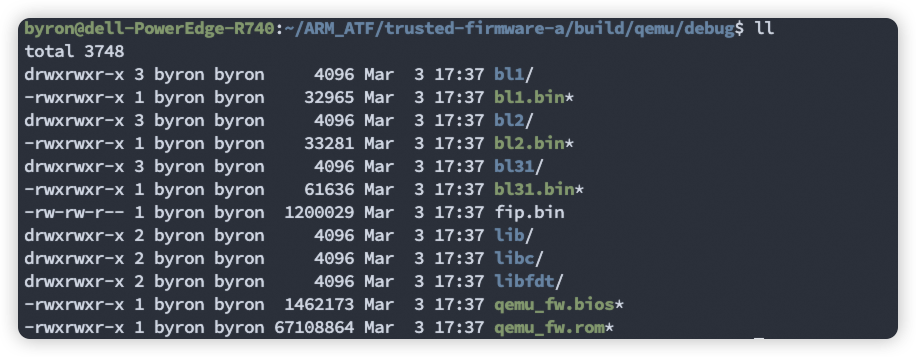 byron@dell-PowerEdge-R740:~/ARM_ATF/trusted-firmware-a/build/qemu/debug$ ll
total 3748
drwxrwxr-x 3 byron byron     4096 Mar  3 17:37 bl1/
-rwxrwxr-x 1 byron byron    32965 Mar  3 17:37 bl1.bin*
drwxrwxr-x 3 byron byron     4096 Mar  3 17:37 bl2/
-rwxrwxr-x 1 byron byron    33281 Mar  3 17:37 bl2.bin*
drwxrwxr-x 3 byron byron     4096 Mar  3 17:37 bl31/
-rwxrwxr-x 1 byron byron    61636 Mar  3 17:37 bl31.bin*
-rw-rw-r-- 1 byron byron  1200029 Mar  3 17:37 fip.bin
drwxrwxr-x 2 byron byron     4096 Mar  3 17:37 lib/
drwxrwxr-x 2 byron byron     4096 Mar  3 17:37 libc/
drwxrwxr-x 2 byron byron     4096 Mar  3 17:37 libfdt/
-rwxrwxr-x 1 byron byron  1462173 Mar  3 17:37 qemu_fw.bios*
-rwxrwxr-x 1 byron byron 67108864 Mar  3 17:37 qemu_fw.rom*